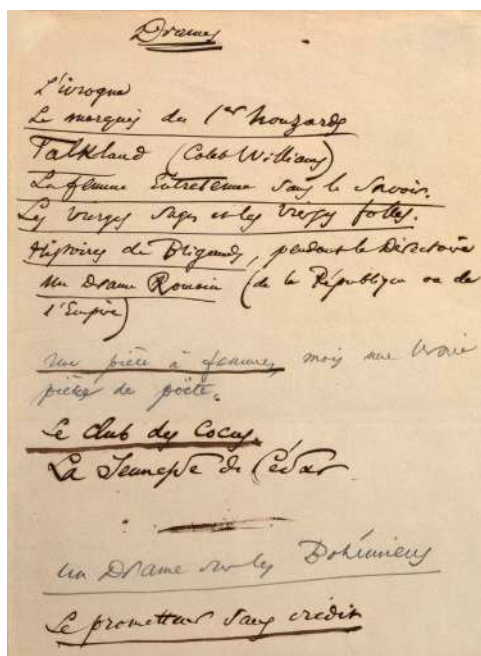 Drames
L'ivrogne
Le marquis du 1er houzards
Falkland (Caleb Williams)
La femme Entretenue sans le savoir.
Les vierges sages et les vierges folles.
Histoires de Brigands, pendant le Directoire
un Drame Romain (de la République ou de
l'Empire)
une pièce à femmes, mais une vraie
pièce de poëte.
Le club des Cocus.
La Jeunesse de César
un Drame sur les Bohémiens
Le prometteur sans crédit